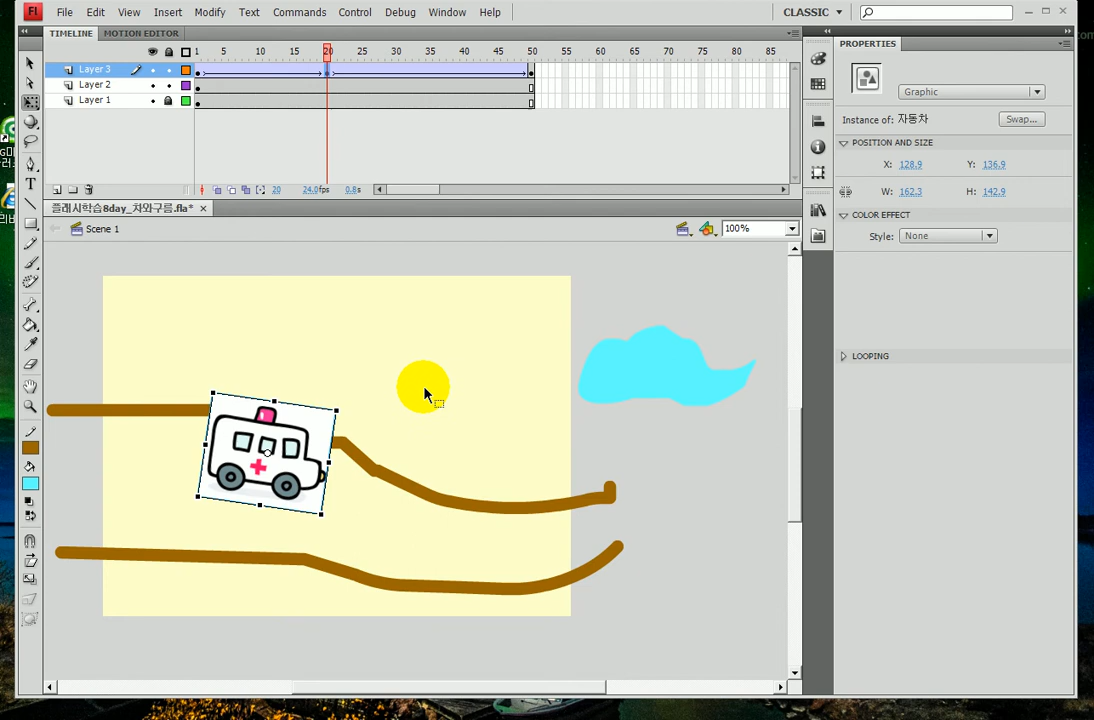 Fl File Edit View Insert Modify Text Commands Control Debug Window Help CLASSIC
TIMELINE MOTION EDITOR
1 5 10 15 20 25 30 35 40 45 50 55 60 65 70 75 80 85
Layer 3
Layer 2
Layer 1
20 24.0fps 0.8s
플래시학습8day_차와구름.fla*
Scene 1 100%
PROPERTIES
Graphic
Instance of: 자동차 Swap...
POSITION AND SIZE
X: 128.9 Y: 136.9
W: 162.3 H: 142.9
COLOR EFFECT
Style: None
LOOPING